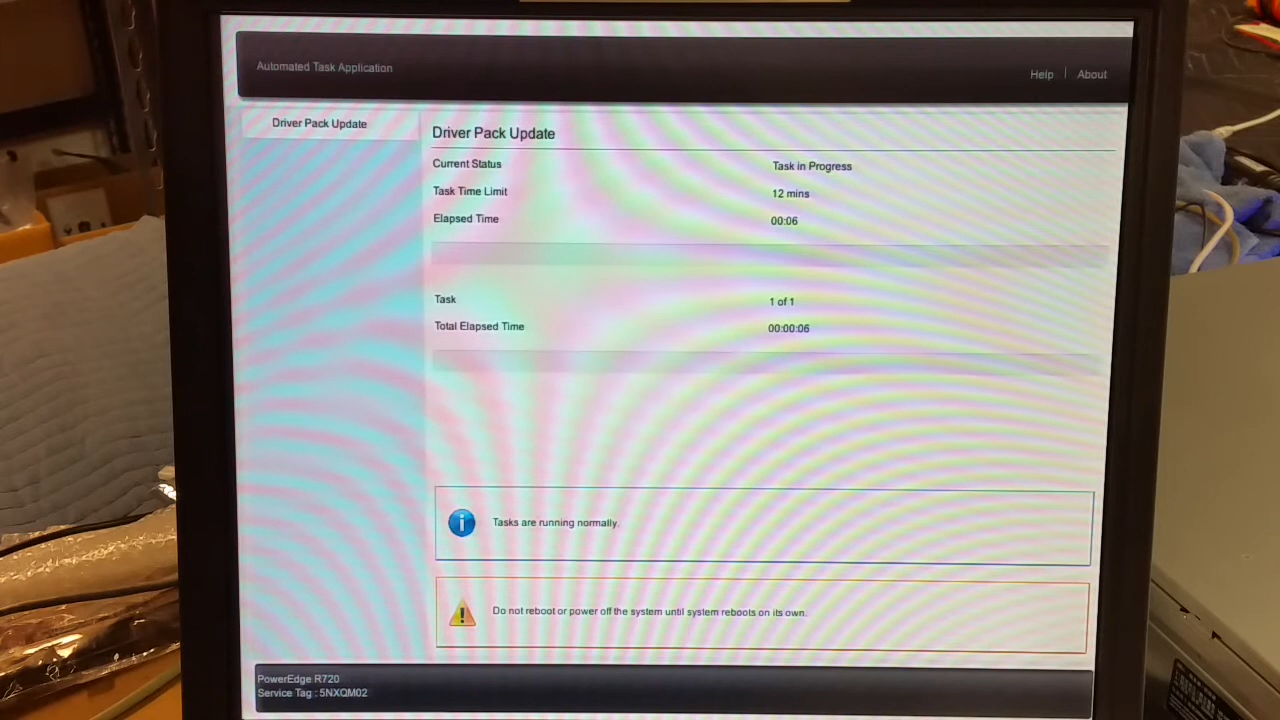 Automated Task Application
Help | About
Driver Pack Update
Driver Pack Update
Current Status Task in Progress
Task Time Limit 12 mins
Elapsed Time 00:06
Task 1 of 1
Total Elapsed Time 00:00:06
Tasks are running normally.
Do not reboot or power off the system until system reboots on its own.
PowerEdge R720
Service Tag : 5NXQM02